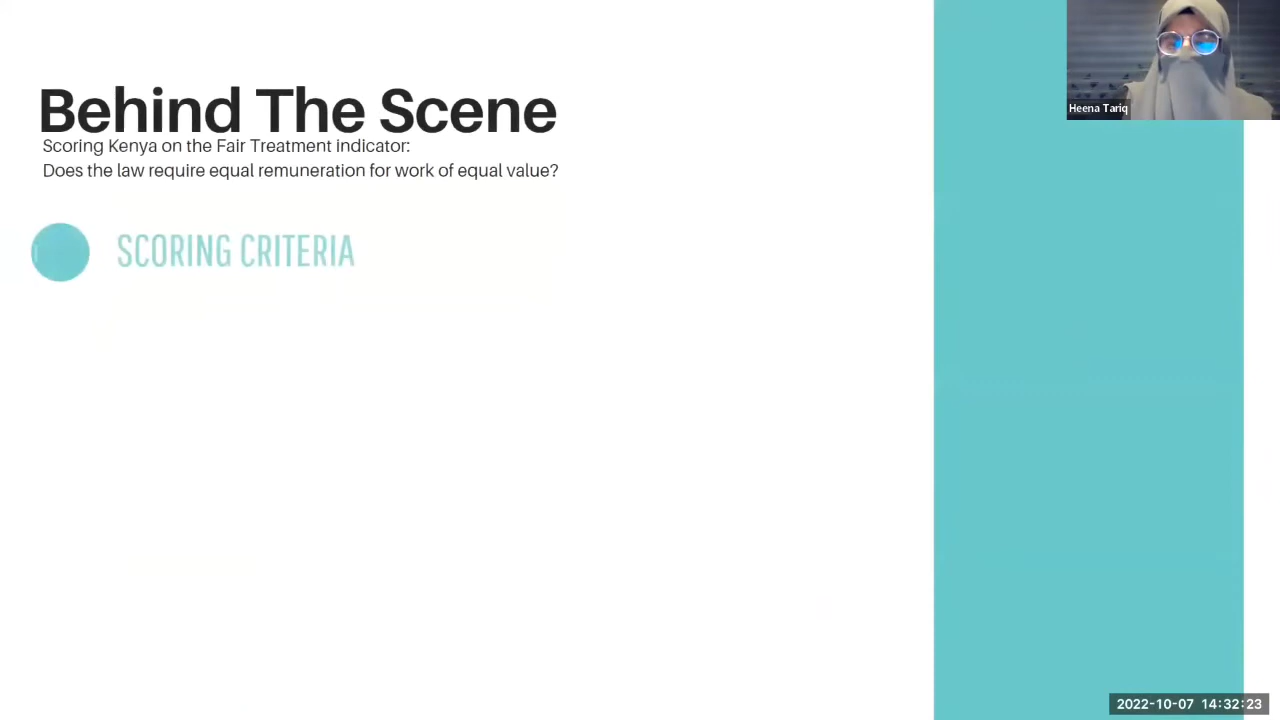 Behind The Scene
Scoring Kenya on the Fair Treatment indicator:
Does the law require equal remuneration for work of equal value?
SCORING CRITERIA
Heena Tariq
2022-10-07 14:32:23